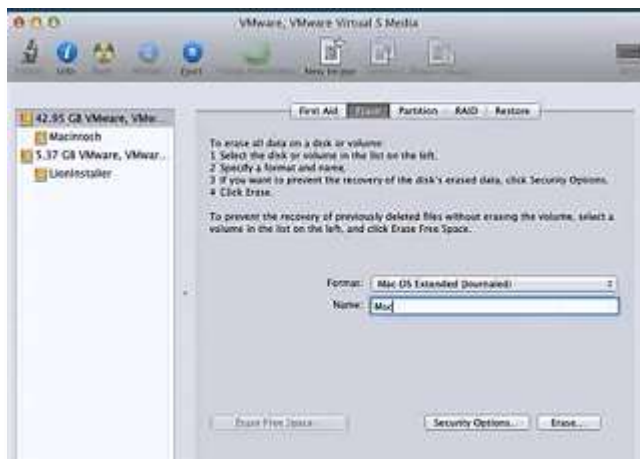 VMware, VMware Virtual S Media
Info
Eject
New Image
First Aid Erase Partition RAID Restore
42.95 GB VMware, VMw...
Macintosh
5.37 GB VMware, VMwar...
LionInstaller
To erase all data on a disk or volume:
1 Select the disk or volume in the list on the left.
2 Specify a format and name.
3 If you want to prevent the recovery of the disk's erased data, click Security Options.
4 Click Erase.
To prevent the recovery of previously deleted files without erasing the volume, select a
volume in the list on the left, and click Erase Free Space.
Format: Mac OS Extended (Journaled)
Name: Mac
Erase Free Space... Security Options... Erase...